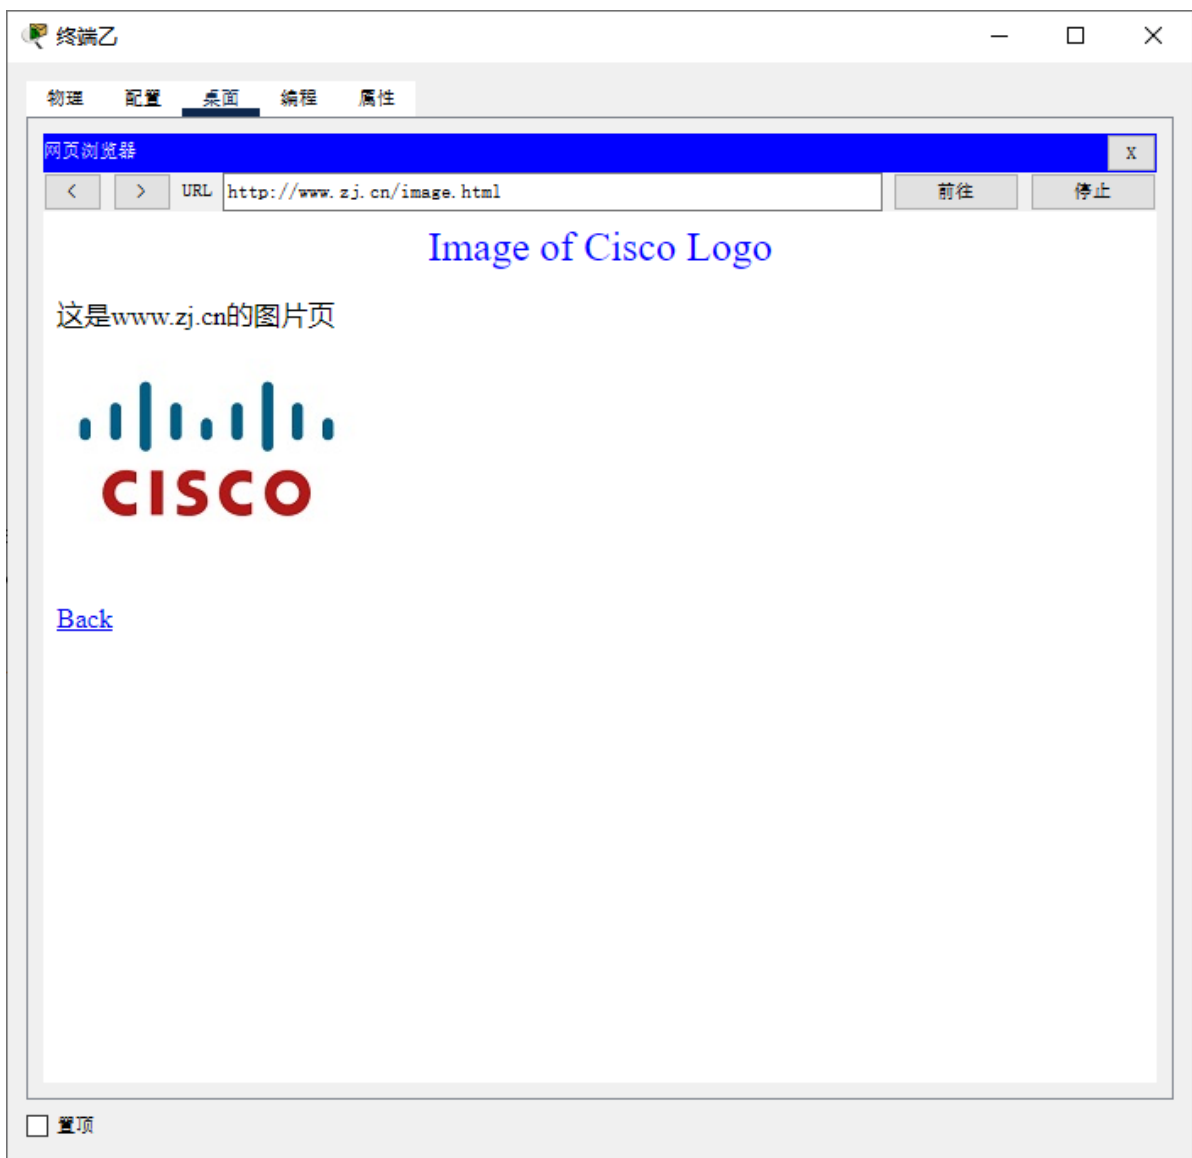 终端乙
物理 配置 桌面 编程 属性
网页浏览器 X
< > URL http://www.zj.cn/image.html 前往 停止
Image of Cisco Logo
这是www.zj.cn的图片页
CISCO
Back
置顶